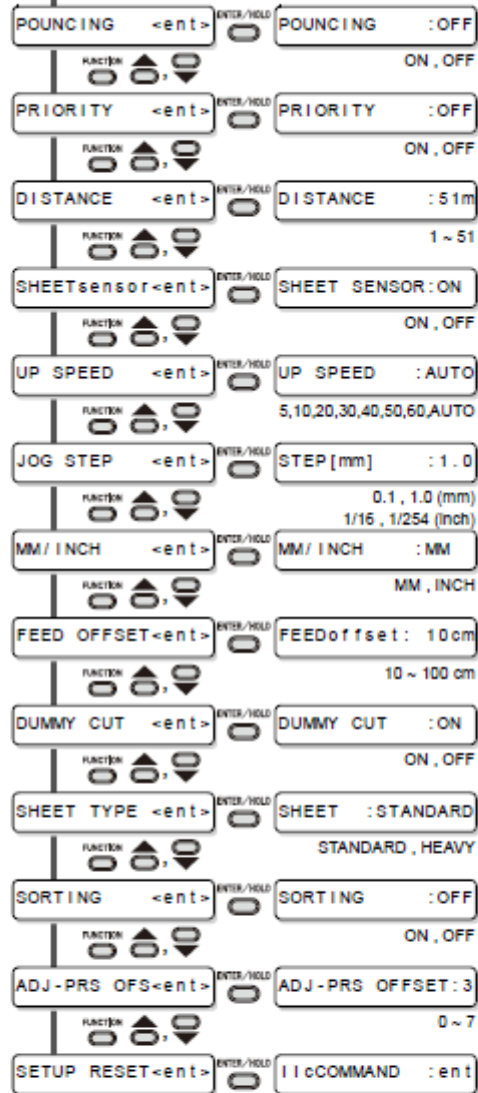 POUNCING <ent> ENTER/HOLD POUNCING :OFF
FUNCTION , ON , OFF
PRIORITY <ent> ENTER/HOLD PRIORITY :OFF
FUNCTION , ON , OFF
DISTANCE <ent> ENTER/HOLD DISTANCE :51m
FUNCTION , 1 ~ 51
SHEETsensor<ent> ENTER/HOLD SHEET SENSOR:ON
FUNCTION , ON , OFF
UP SPEED <ent> ENTER/HOLD UP SPEED :AUTO
FUNCTION , 5,10,20,30,40,50,60,AUTO
JOG STEP <ent> ENTER/HOLD STEP[mm] :1.0
FUNCTION , 0.1 , 1.0 (mm)
1/16 , 1/254 (Inch)
MM/INCH <ent> ENTER/HOLD MM/INCH :MM
FUNCTION , MM , INCH
FEED OFFSET<ent> ENTER/HOLD FEEDoffset: 10cm
FUNCTION , 10 ~ 100 cm
DUMMY CUT <ent> ENTER/HOLD DUMMY CUT :ON
FUNCTION , ON , OFF
SHEET TYPE <ent> ENTER/HOLD SHEET :STANDARD
FUNCTION , STANDARD , HEAVY
SORTING <ent> ENTER/HOLD SORTING :OFF
FUNCTION , ON , OFF
ADJ-PRS OFS<ent> ENTER/HOLD ADJ-PRS OFFSET:3
FUNCTION , 0 ~ 7
SETUP RESET<ent> ENTER/HOLD IIcCOMMAND :ent